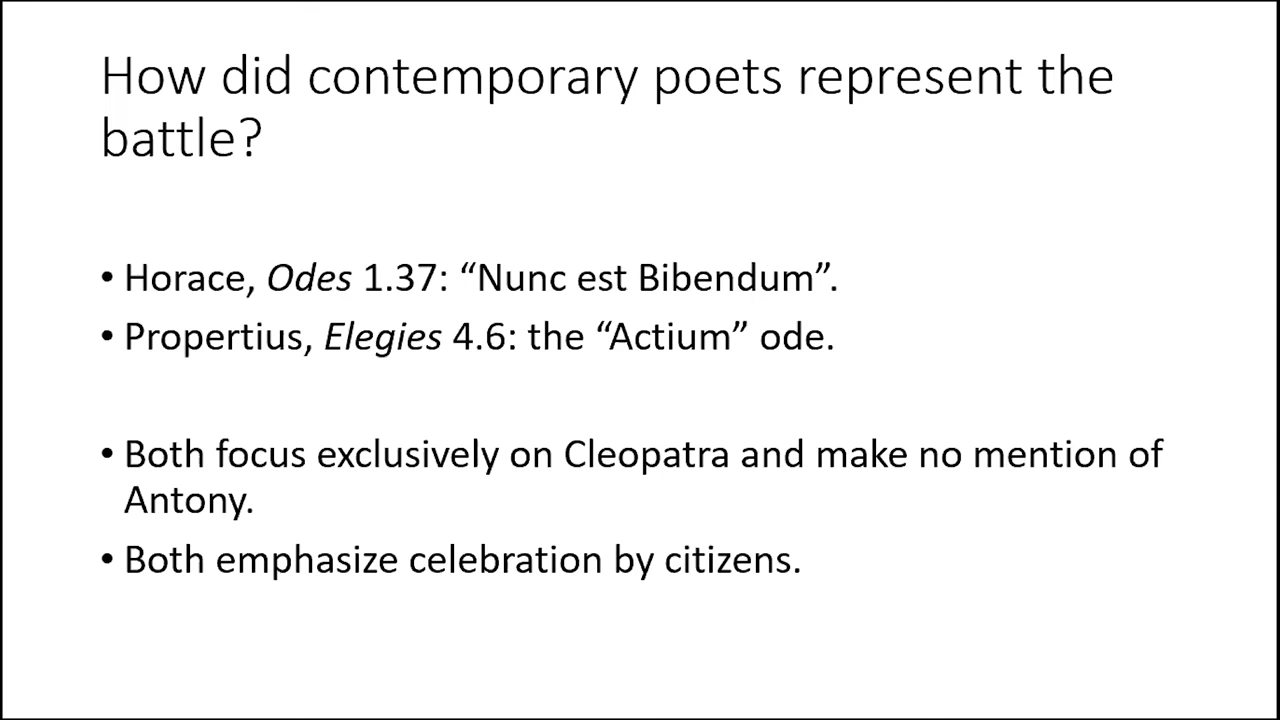 How did contemporary poets represent the
battle?
• Horace, Odes 1.37: “Nunc est Bibendum”.
• Propertius, Elegies 4.6: the “Actium” ode.
• Both focus exclusively on Cleopatra and make no mention of
Antony.
• Both emphasize celebration by citizens.